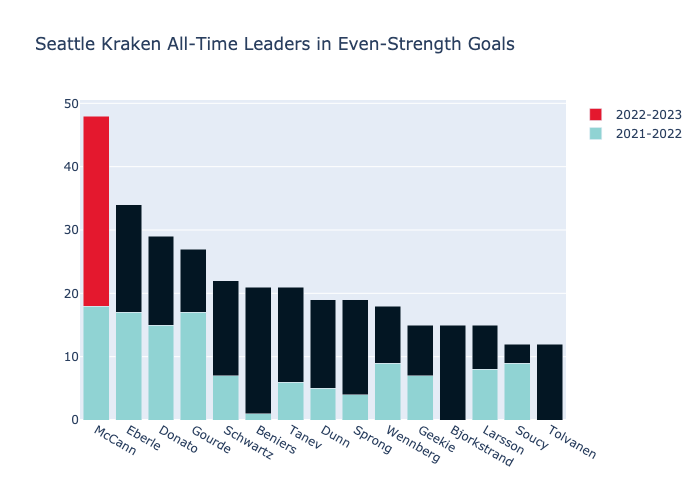 Seattle Kraken All-Time Leaders in Even-Strength Goals
50
40
30
20
10
0
McCann
Eberle
Donato
Gourde
Schwartz
Beniers
Tanev
Dunn
Sprong
Wennberg
Geekie
Bjorkstrand
Larsson
Soucy
Tolvanen
2022-2023
2021-2022